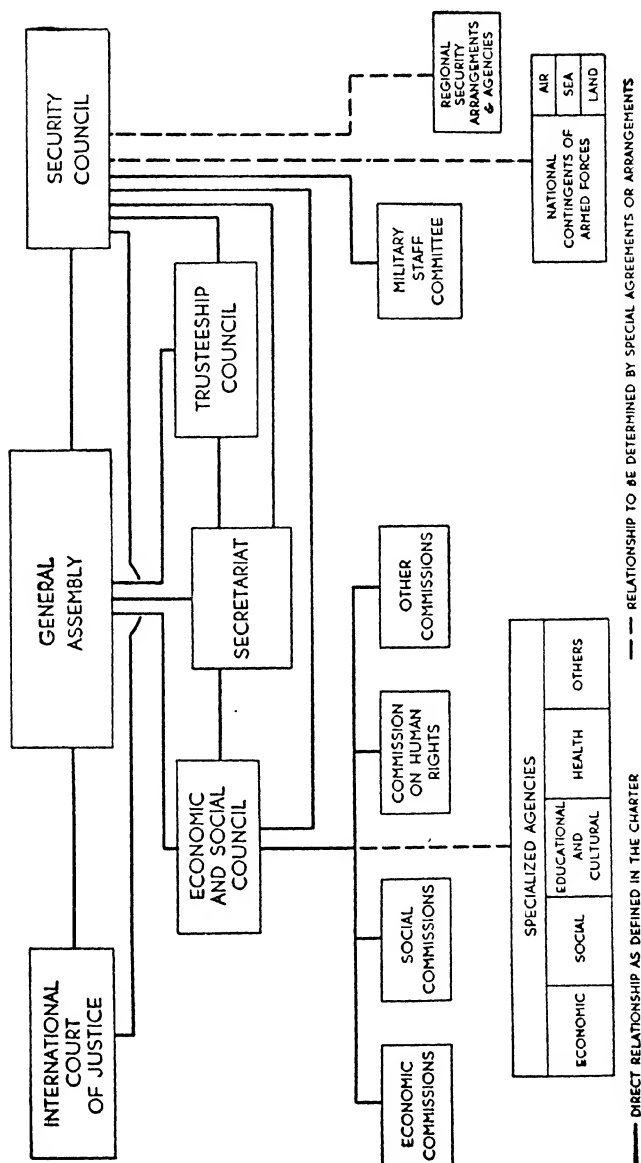 GENERAL
ASSEMBLY
SECURITY
COUNCIL
INTERNATIONAL
COURT
OF JUSTICE
TRUSTEESHIP
COUNCIL
SECRETARIAT
ECONOMIC
AND SOCIAL
COUNCIL
REGIONAL
SECURITY
ARRANGEMENTS
& AGENCIES
MILITARY
STAFF
COMMITTEE
NATIONAL
CONTINGENTS OF
ARMED FORCES
AIR
SEA
LAND
ECONOMIC
COMMISSIONS
SOCIAL
COMMISSIONS
COMMISSION
ON HUMAN
RIGHTS
OTHER
COMMISSIONS
SPECIALIZED AGENCIES
ECONOMIC
SOCIAL
EDUCATIONAL
AND
CULTURAL
HEALTH
OTHERS
DIRECT RELATIONSHIP AS DEFINED IN THE CHARTER
RELATIONSHIP TO BE DETERMINED BY SPECIAL AGREEMENTS OR ARRANGEMENTS